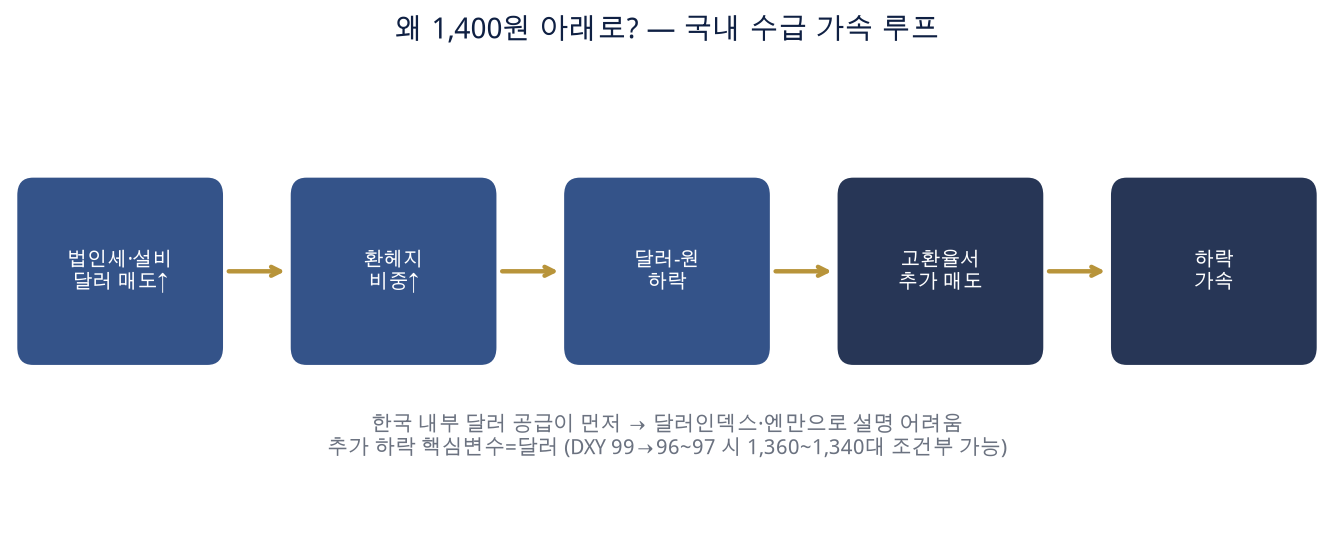 왜 1,400원 아래로? — 국내 수급 가속 루프
법인세·설비
달러 매도↑
환헤지
비중↑
달러-원
하락
고환율서
추가 매도
하락
가속
한국 내부 달러 공급이 먼저 → 달러인덱스·엔만으로 설명 어려움
추가 하락 핵심변수=달러 (DXY 99→96~97 시 1,360~1,340대 조건부 가능)